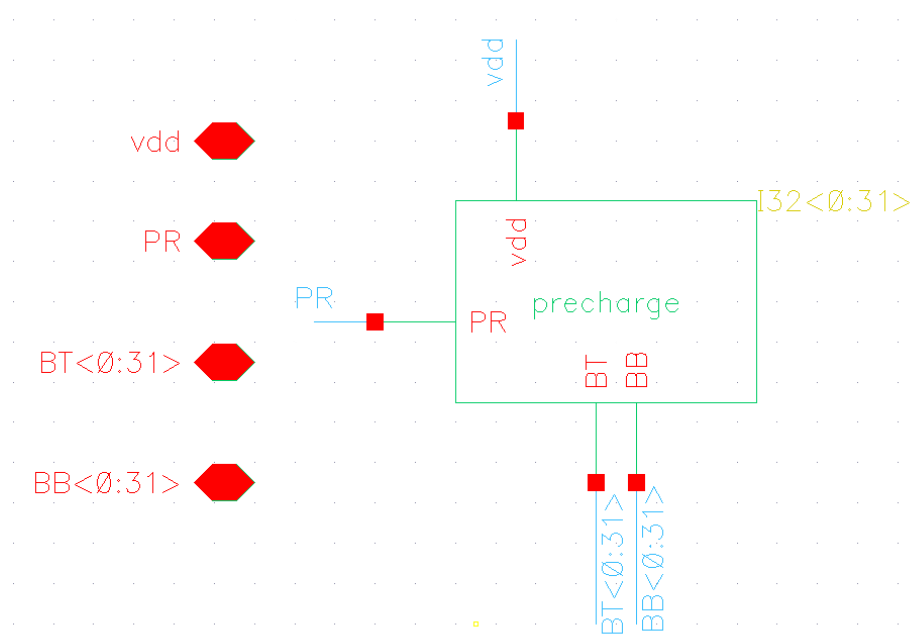 vdd
vdd
I32<0:31>
vdd
PR
PR
precharge
PR
BT<0:31>
BT
BB
BB<0:31>
BT<0:31>
BB<0:31>